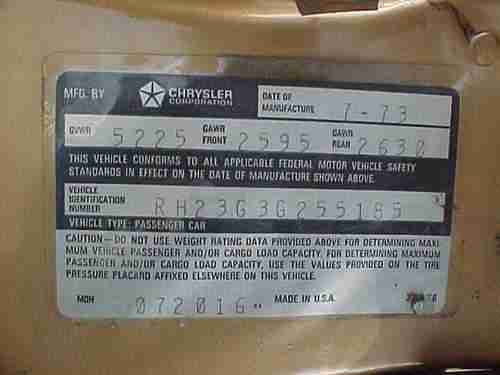 MFG. BY CHRYSLER CORPORATION DATE OF MANUFACTURE 7-73
GVWR 5225 GAWR FRONT 2595 GAWR REAR 2630
THIS VEHICLE CONFORMS TO ALL APPLICABLE FEDERAL MOTOR VEHICLE SAFETY
STANDARDS IN EFFECT ON THE DATE OF MANUFACTURE SHOWN ABOVE.
VEHICLE IDENTIFICATION NUMBER RH23G3G255185
VEHICLE TYPE: PASSENGER CAR
CAUTION—DO NOT USE WEIGHT RATING DATA PROVIDED ABOVE FOR DETERMINING MAXI-
MUM VEHICLE PASSENGER AND/OR CARGO LOAD CAPACITY. FOR DETERMINING MAXIMUM
PASSENGER AND/OR CARGO LOAD CAPACITY, USE THE VALUES PROVIDED ON THE TIRE
PRESSURE PLACARD AFFIXED ELSEWHERE ON THIS VEHICLE.
MDH 072016 MADE IN U.S.A.